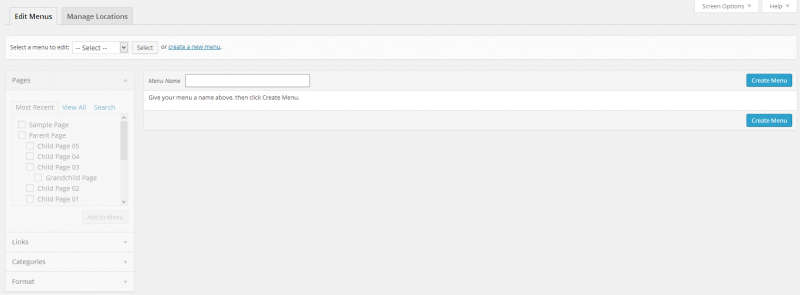 Screen Options Help
Edit Menus Manage Locations
Select a menu to edit: -- Select -- Select or create a new menu.
Pages
Most Recent View All Search
Sample Page
Parent Page
Child Page 05
Child Page 04
Child Page 03
Grandchild Page
Child Page 02
Child Page 01
Add to Menu
Links
Categories
Format
Menu Name Create Menu
Give your menu a name above, then click Create Menu.
Create Menu